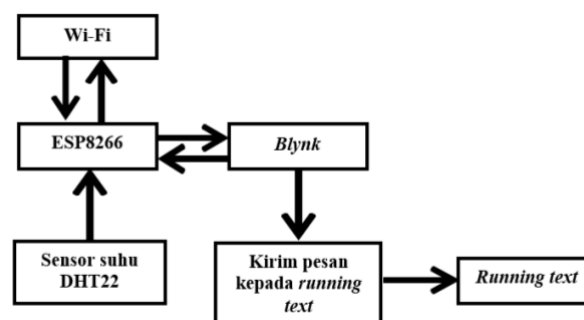 Wi-Fi
ESP8266
Blynk
Sensor suhu
DHT22
Kirim pesan
kepada running
text
Running text